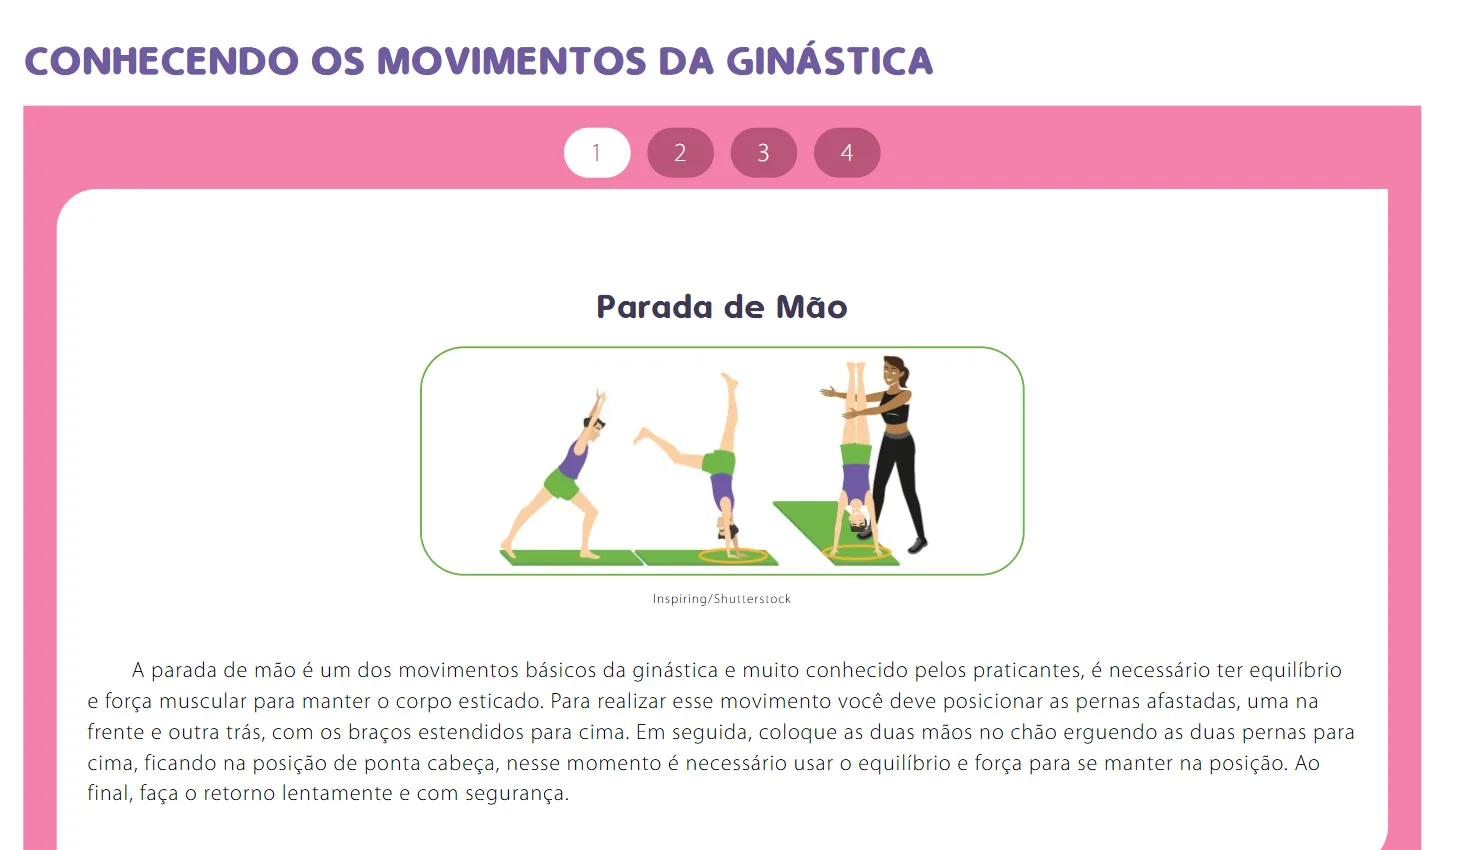 CONHECENDO OS MOVIMENTOS DA GINÁSTICA
1 2 3 4
Parada de Mão
Inspiring/Shutterstock
A parada de mão é um dos movimentos básicos da ginástica e muito conhecido pelos praticantes, é necessário ter equilíbrio
e força muscular para manter o corpo esticado. Para realizar esse movimento você deve posicionar as pernas afastadas, uma na
frente e outra trás, com os braços estendidos para cima. Em seguida, coloque as duas mãos no chão erguendo as duas pernas para
cima, ficando na posição de ponta cabeça, nesse momento é necessário usar o equilíbrio e força para se manter na posição. Ao
final, faça o retorno lentamente e com segurança.